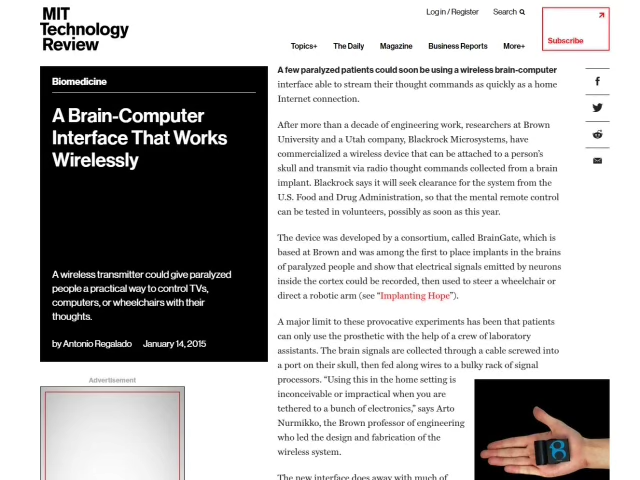 MIT
Technology
Review
Log in / Register
Search
Topics+
The Daily
Magazine
Business Reports
More+
Subscribe
Biomedicine
A Brain-Computer
Interface That Works
Wirelessly
A wireless transmitter could give paralyzed
people a practical way to control TVs,
computers, or wheelchairs with their
thoughts.
by Antonio Regalado January 14, 2015
Advertisement
A few paralyzed patients could soon be using a wireless brain-computer
interface able to stream their thought commands as quickly as a home
Internet connection.
After more than a decade of engineering work, researchers at Brown
University and a Utah company, Blackrock Microsystems, have
commercialized a wireless device that can be attached to a person's
skull and transmit via radio thought commands collected from a brain
implant. Blackrock says it will seek clearance for the system from the
U.S. Food and Drug Administration, so that the mental remote control
can be tested in volunteers, possibly as soon as this year.
The device was developed by a consortium, called BrainGate, which is
based at Brown and was among the first to place implants in the brains
of paralyzed people and show that electrical signals emitted by neurons
inside the cortex could be recorded, then used to steer a wheelchair or
direct a robotic arm (see “Implanting Hope”).
A major limit to these provocative experiments has been that patients
can only use the prosthetic with the help of a crew of laboratory
assistants. The brain signals are collected through a cable screwed into
a port on their skull, then fed along wires to a bulky rack of signal
processors. “Using this in the home setting is
inconceivable or impractical when you are
tethered to a bunch of electronics,” says Arto
Nurmikko, the Brown professor of engineering
who led the design and fabrication of the
wireless system.
The new interface does away with much of